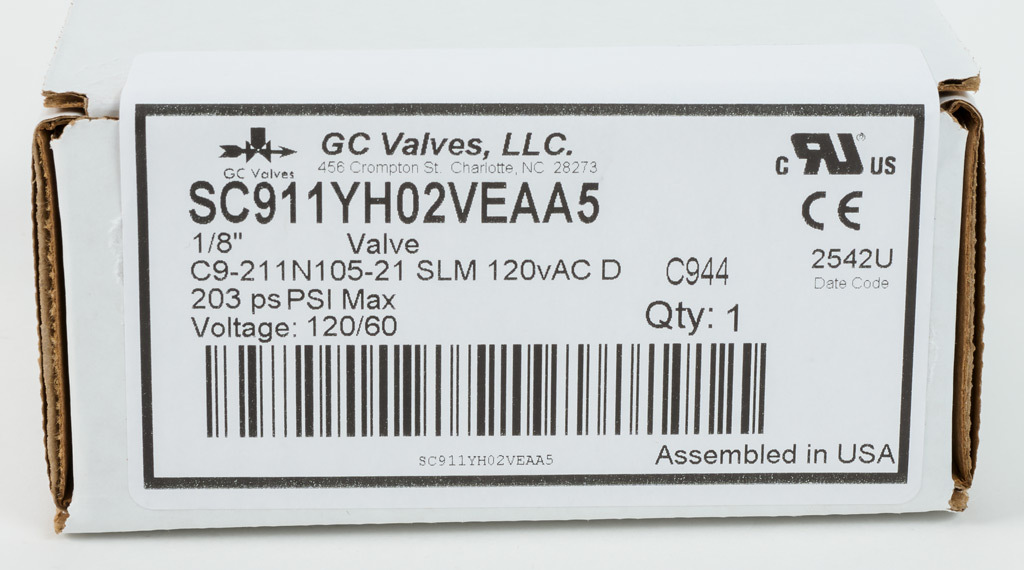 GC Valves
GC Valves, LLC.
456 Crompton St. Charlotte, NC 28273
c RU US
SC911YH02VEAA5
CE
1/8" Valve
C9-211N105-21 SLM 120vAC D C944
2542U
Date Code
203 ps PSI Max
Voltage: 120/60
Qty: 1
SC911YH02VEAA5
Assembled in USA